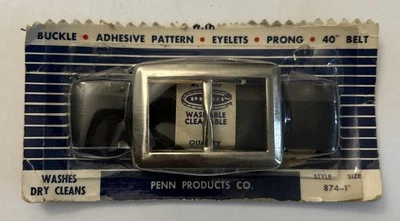 BUCKLE • ADHESIVE PATTERN • EYELETS • PRONG • 40" BELT
WASHABLE
CLEANABLE
QUALITY
WASHES
DRY CLEANS
PENN PRODUCTS CO.
STYLE SIZE
874-1"